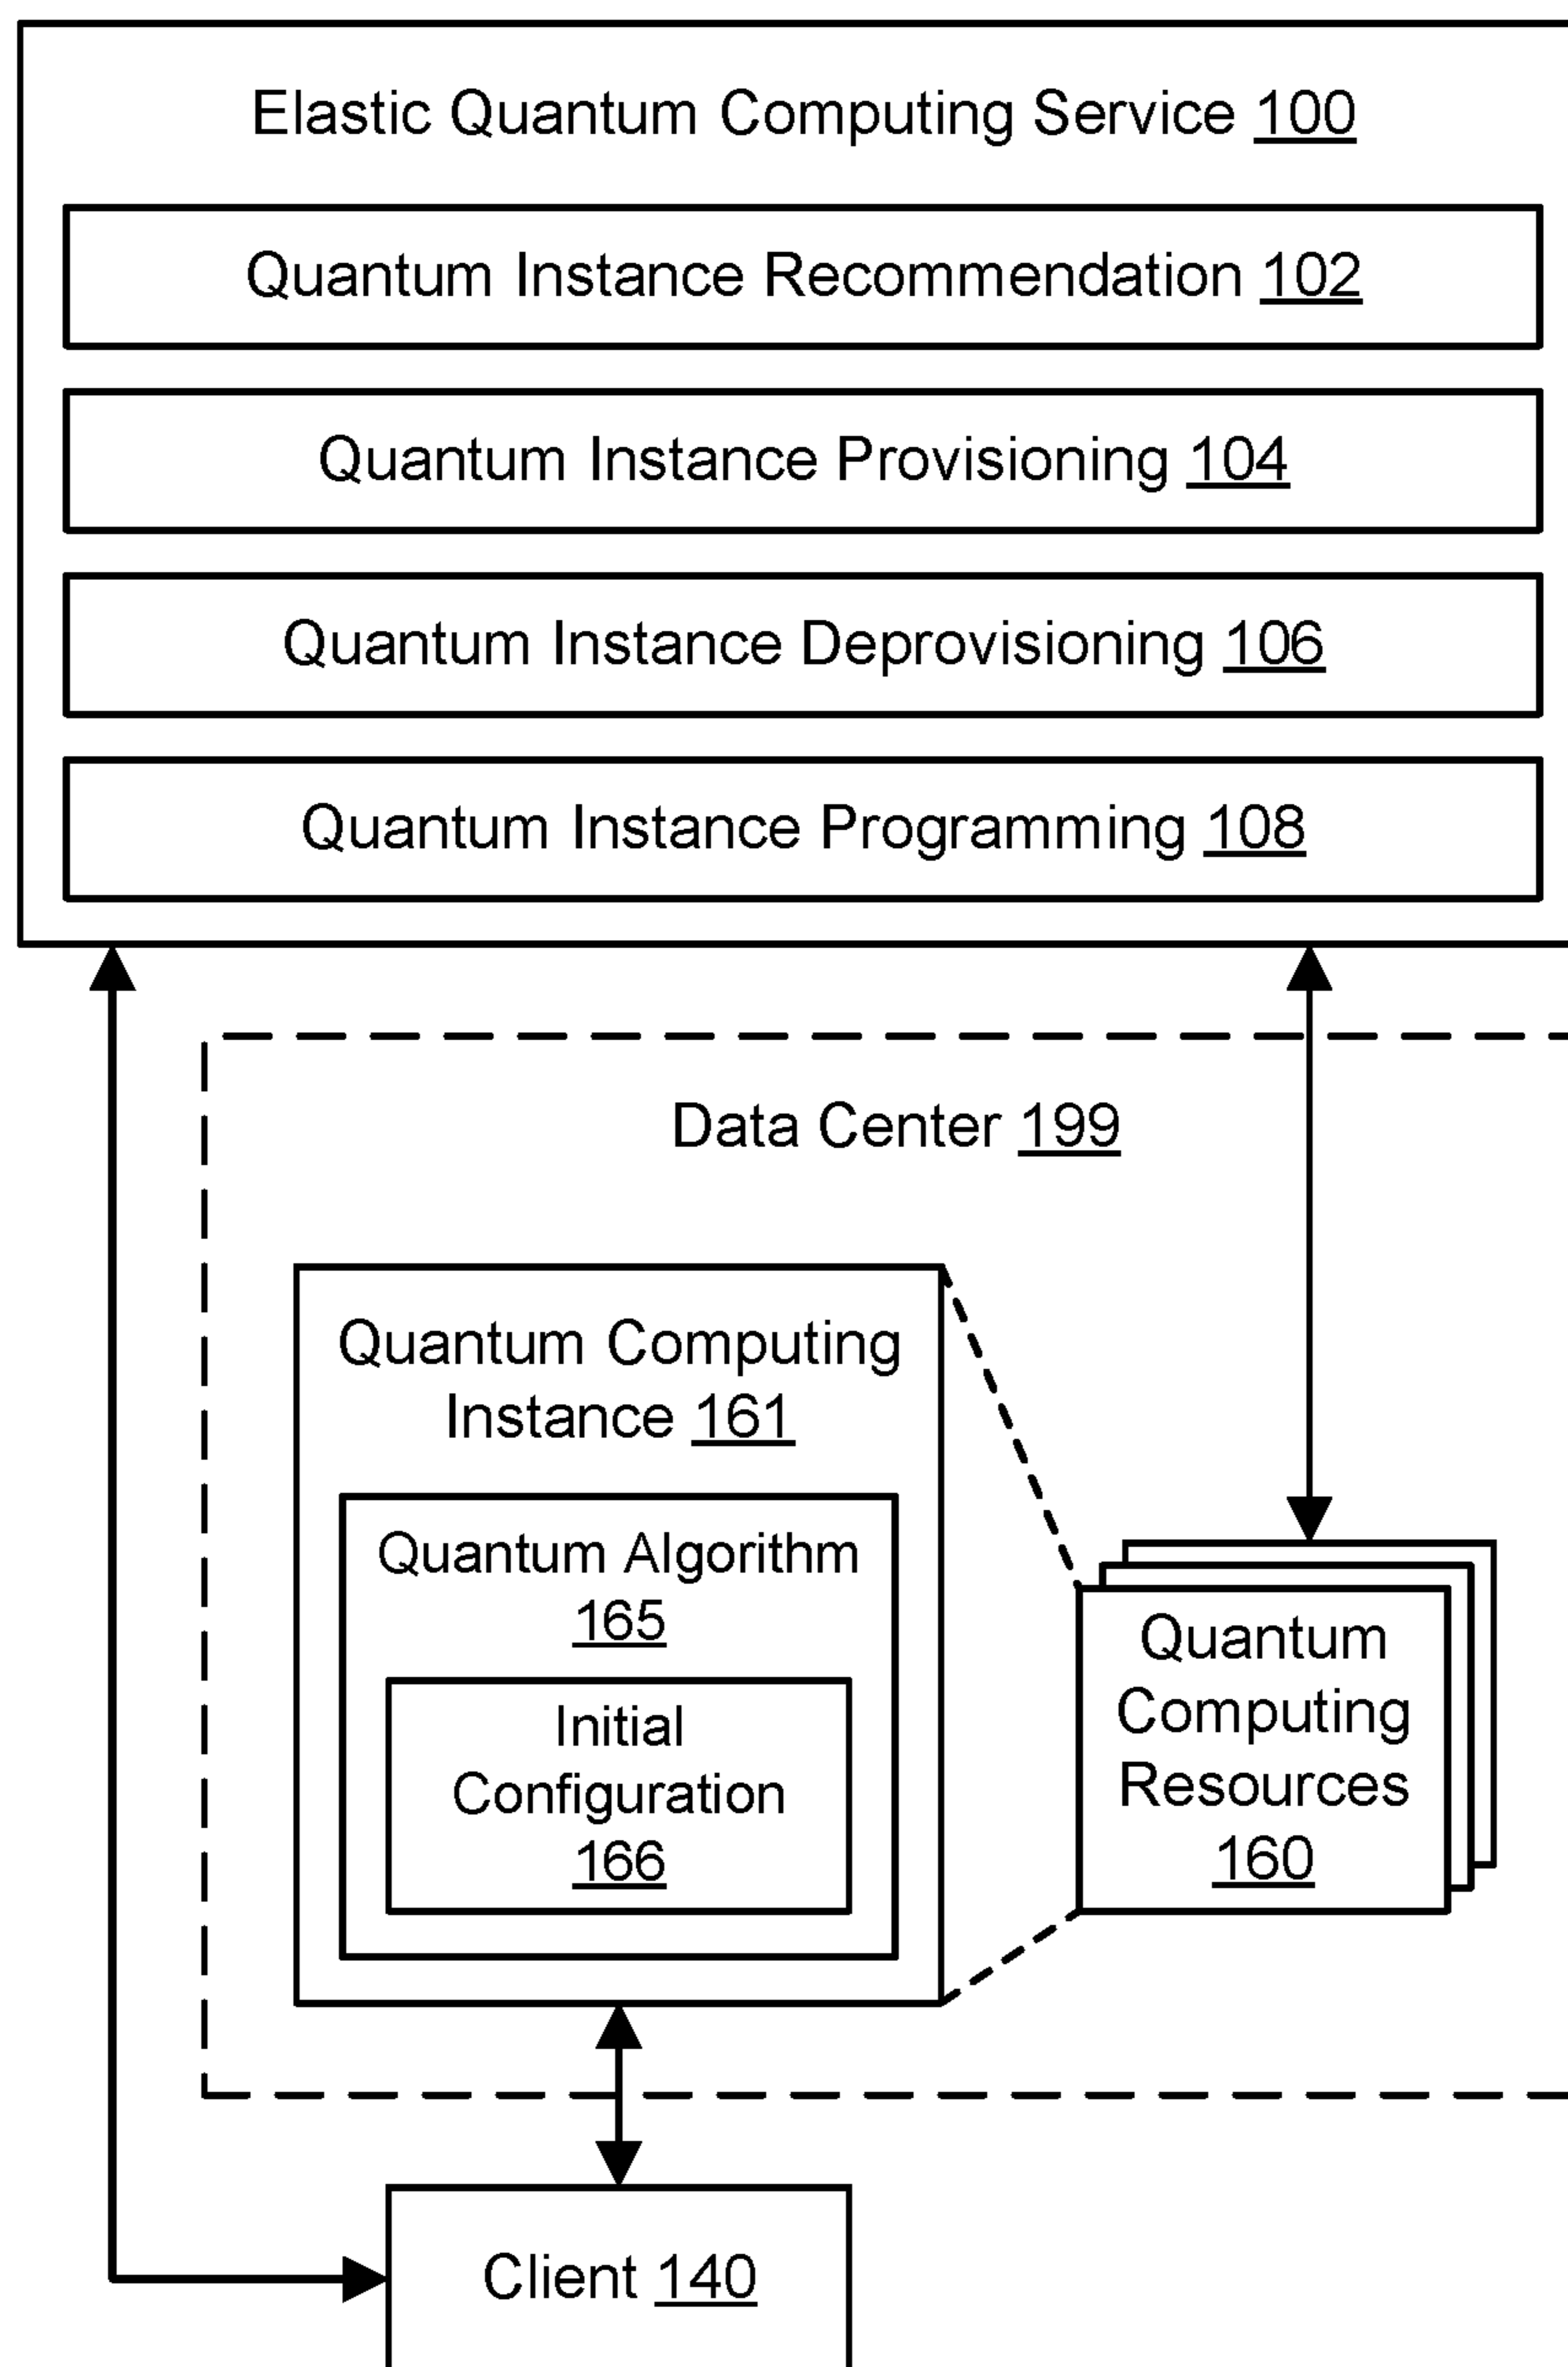 Elastic Quantum Computing Service 100
Quantum Instance Recommendation 102
Quantum Instance Provisioning 104
Quantum Instance Deprovisioning 106
Quantum Instance Programming 108
Data Center 199
Quantum Computing
Instance 161
Quantum Algorithm
165
Initial
Configuration
166
Quantum
Computing
Resources
160
Client 140